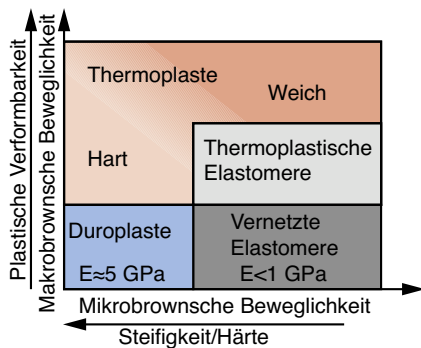 Plastische Verformbarkeit
Makrobrownsche Beweglichkeit
Thermoplaste
Weich
Hart
Thermoplastische
Elastomere
Duroplaste
E≈5 GPa
Vernetzte
Elastomere
E<1 GPa
Mikrobrownsche Beweglichkeit
Steifigkeit/Härte